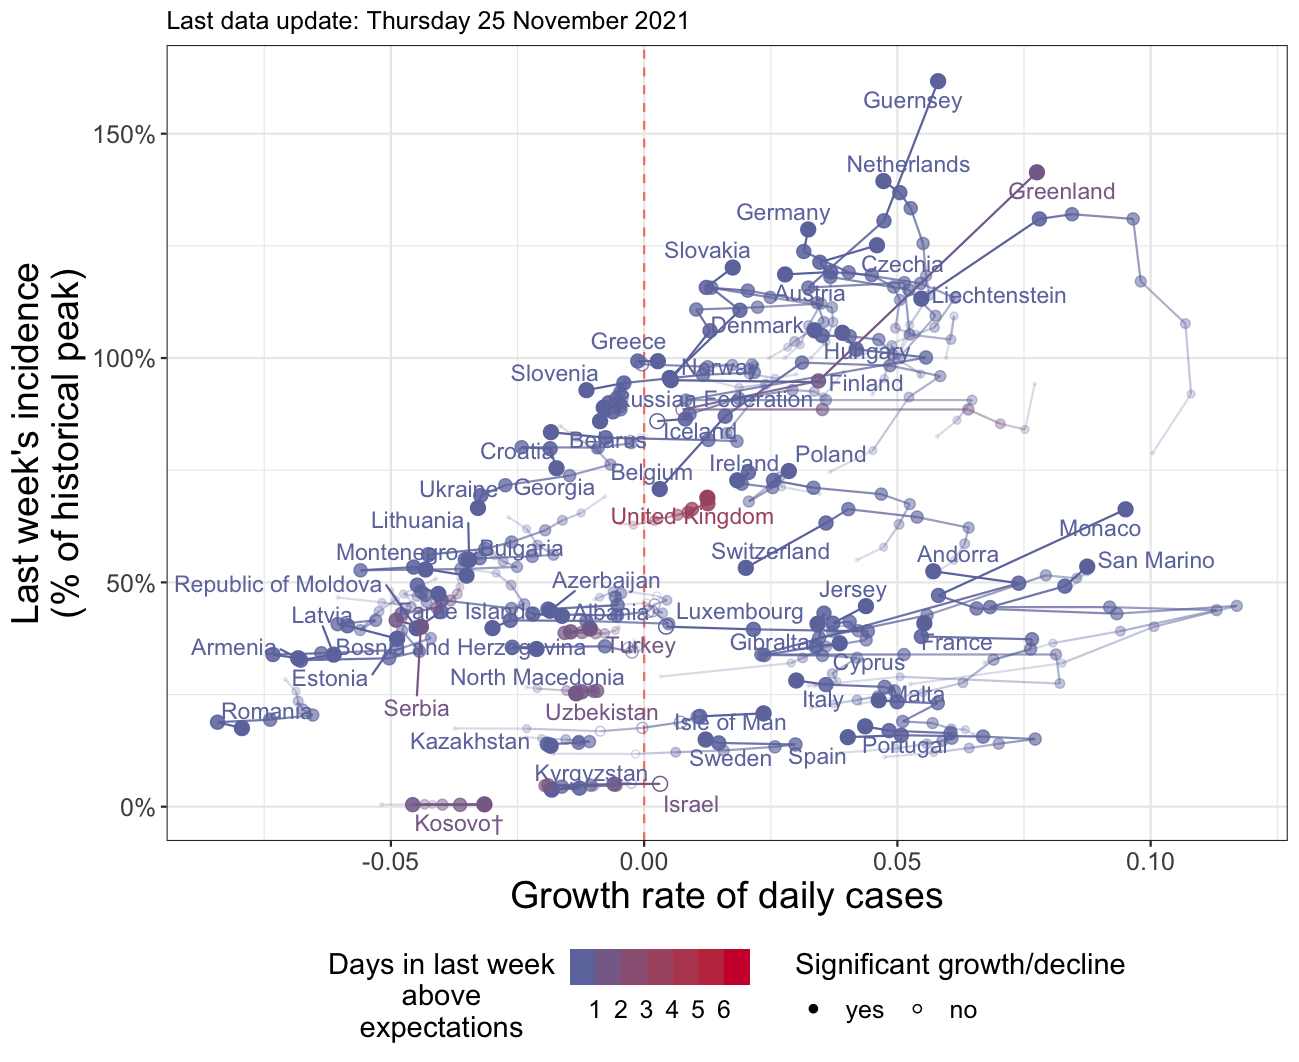 Last data update: Thursday 25 November 2021
Last week's incidence
(% of historical peak)
150%
100%
50%
0%
Guernsey
Netherlands
Greenland
Germany
Slovakia
Czechia
Austria
Liechtenstein
Denmark
Greece
Hungary
Norway
Slovenia
Finland
Russian Federation
Iceland
Belarus
Croatia
Belgium
Ireland
Poland
Ukraine
Georgia
United Kingdom
Lithuania
Monaco
Montenegro
Bulgaria
Switzerland
Andorra
San Marino
Republic of Moldova
Azerbaijan
Jersey
Latvia
Faroe Islands
Albania
Luxembourg
Armenia
Bosnia and Herzegovina
Turkey
Gibraltar
France
Estonia
North Macedonia
Cyprus
Serbia
Uzbekistan
Italy
Malta
Romania
Isle of Man
Kazakhstan
Sweden
Spain
Portugal
Kyrgyzstan
Israel
Kosovo†
-0.05
0.00
0.05
0.10
Growth rate of daily cases
Days in last week
above
expectations
1 2 3 4 5 6
Significant growth/decline
yes
no